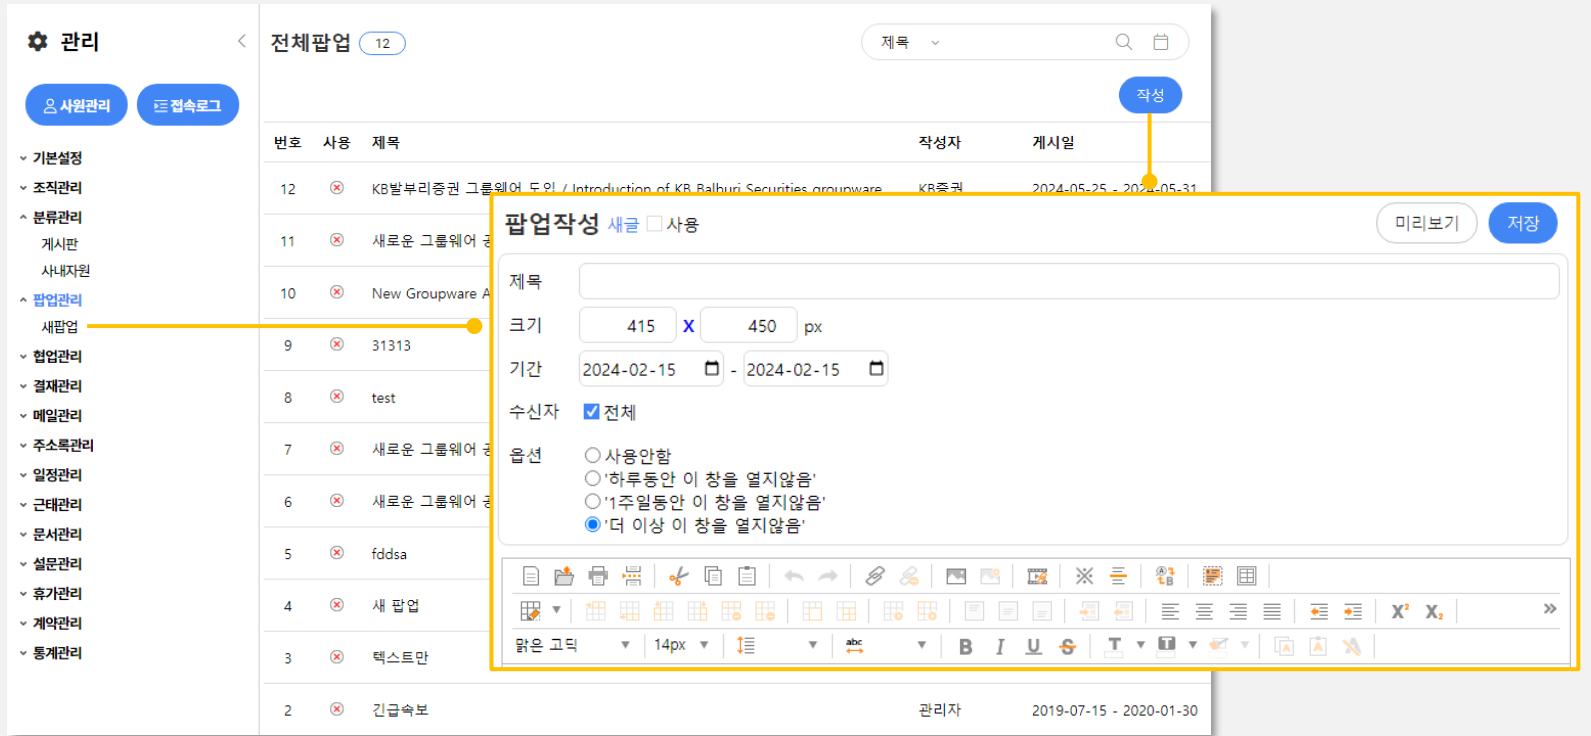 관리
전체팝업 12
제목
사원관리 접속로그
작성
번호 사용 제목 작성자 게시일
기본설정
조직관리
분류관리
게시판
사내자원
팝업관리
새팝업
협업관리
결재관리
메일관리
주소록관리
일정관리
근태관리
문서관리
설문관리
휴가관리
계약관리
통계관리
12 KB발부리증권 그룹웨어 도입 / Introduction of KB Balburi Securities groupware KB증권 2024-05-25 - 2024-05-31
11 새로운 그룹웨어
10 New Groupware A
9 31313
8 test
7 새로운 그룹웨어
6 새로운 그룹웨어
5 fddsa
4 새 팝업
3 텍스트만
2 긴급속보 관리자 2019-07-15 - 2020-01-30
팝업작성 새글 사용 미리보기 저장
제목
크기 415 X 450 px
기간 2024-02-15 - 2024-02-15
수신자 전체
옵션 사용안함
'하루동안 이 창을 열지않음'
'1주일동안 이 창을 열지않음'
'더 이상 이 창을 열지않음'
맑은 고딕 14px abc B I U S T T